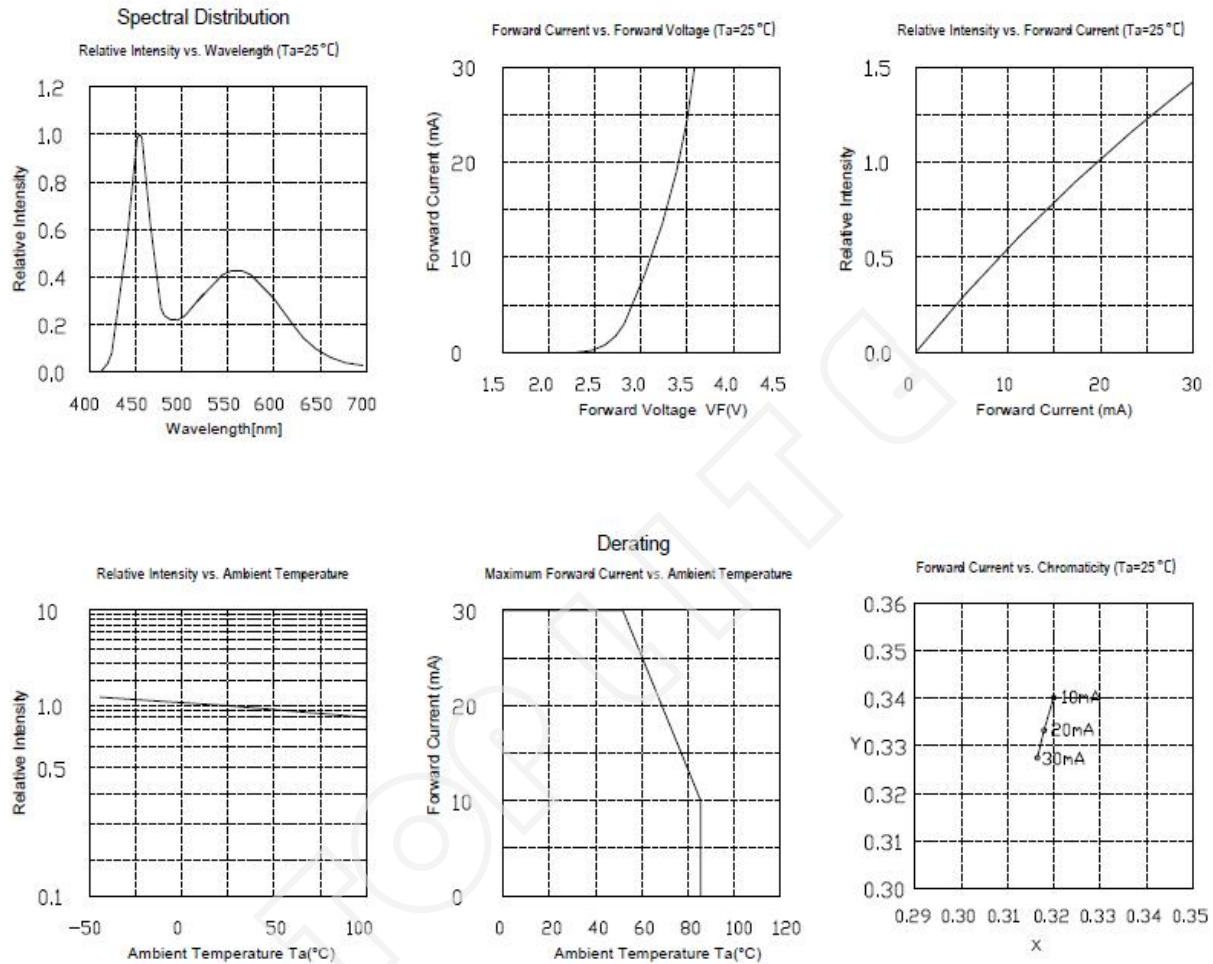 Spectral Distribution
Relative Intensity vs. Wavelength (Ta=25°C)
Relative Intensity
1.2
1.0
0.8
0.6
0.4
0.2
0.0
400 450 500 550 600 650 700
Wavelength[nm]
Forward Current vs. Forward Voltage (Ta=25°C)
Forward Current (mA)
30
20
10
0
1.5 2.0 2.5 3.0 3.5 4.0 4.5
Forward Voltage VF(V)
Relative Intensity vs. Forward Current (Ta=25°C)
Relative Intensity
1.5
1.0
0.5
0.0
0 10 20 30
Forward Current (mA)
Relative Intensity vs. Ambient Temperature
Relative Intensity
10
1.0
0.5
0.1
-50 0 50 100
Ambient Temperature Ta(°C)
Derating
Maximum Forward Current vs. Ambient Temperature
Forward Current (mA)
30
20
10
0
0 20 40 60 80 100 120
Ambient Temperature Ta(°C)
Forward Current vs. Chromaticity (Ta=25°C)
Y
0.36
0.35
0.34
0.33
0.32
0.31
0.30
10mA
20mA
30mA
0.29 0.30 0.31 0.32 0.33 0.34 0.35
X